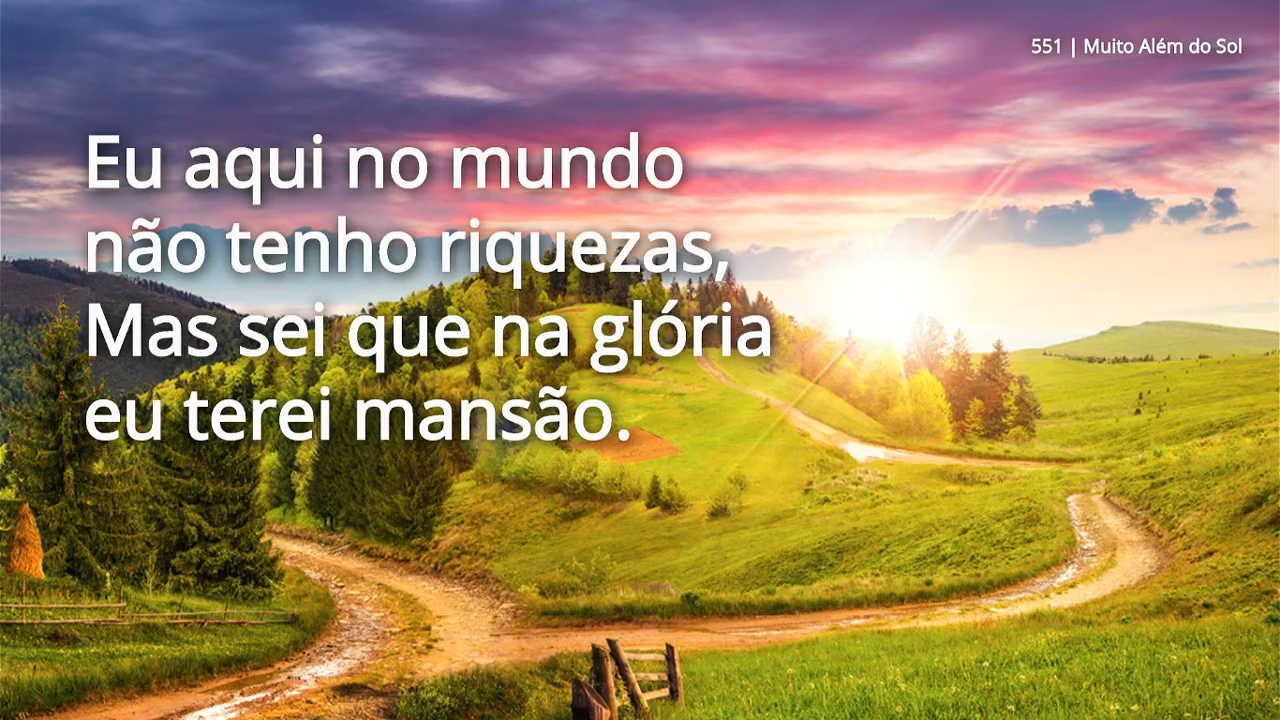 551 | Muito Além do Sol
Eu aqui no mundo
não tenho riquezas,
Mas sei que na glória
eu terei mansão.